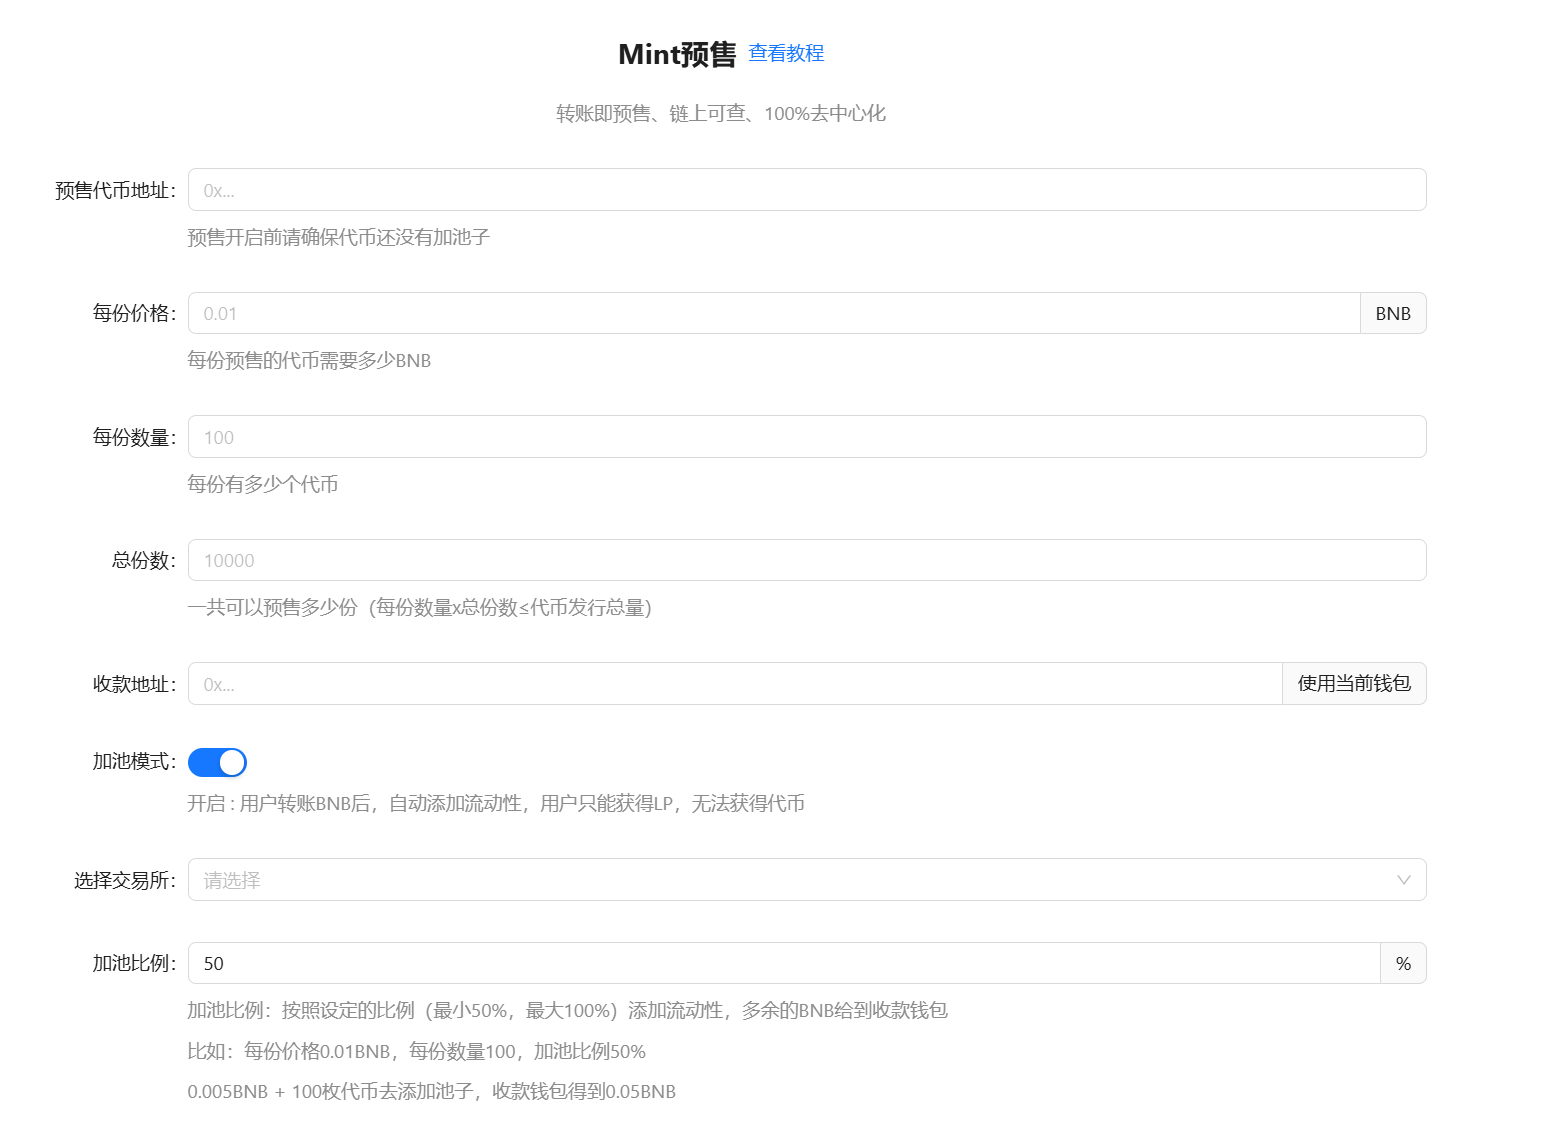 Mint预售 查看教程
转账即预售、链上可查、100%去中心化
预售代币地址： 0x...
预售开启前请确保代币还没有加池子
每份价格： 0.01 BNB
每份预售的代币需要多少BNB
每份数量： 100
每份有多少个代币
总份数： 10000
一共可以预售多少份（每份数量x总份数≤代币发行总量）
收款地址： 0x... 使用当前钱包
加池模式：
开启 : 用户转账BNB后，自动添加流动性，用户只能获得LP，无法获得代币
选择交易所： 请选择
加池比例： 50 %
加池比例：按照设定的比例（最小50%，最大100%）添加流动性，多余的BNB给到收款钱包
比如：每份价格0.01BNB，每份数量100，加池比例50%
0.005BNB + 100枚代币去添加池子，收款钱包得到0.05BNB